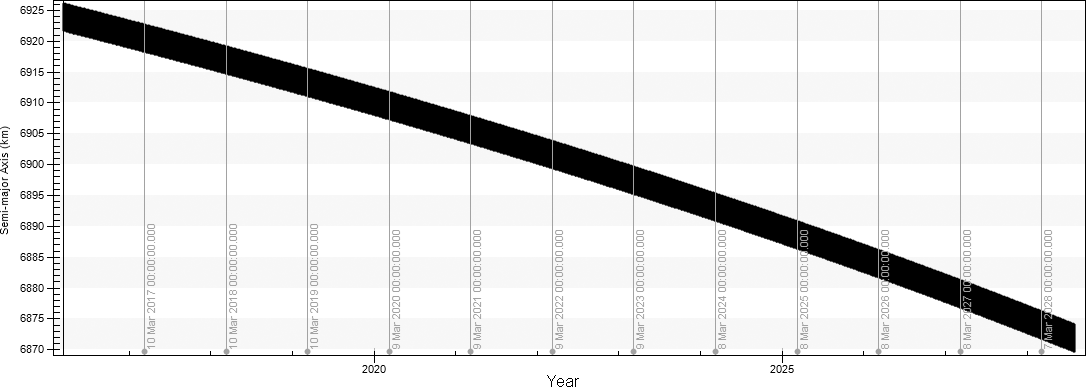 6925
6920
6915
6910
6905
6900
6895
6890
6885
6880
6875
6870
Semi-major Axis (km)
10 Mar 2017 00:00:00.000
10 Mar 2018 00:00:00.000
10 Mar 2019 00:00:00.000
9 Mar 2020 00:00:00.000
9 Mar 2021 00:00:00.000
9 Mar 2022 00:00:00.000
9 Mar 2023 00:00:00.000
8 Mar 2024 00:00:00.000
8 Mar 2025 00:00:00.000
8 Mar 2026 00:00:00.000
8 Mar 2027 00:00:00.000
7 Mar 2028 00:00:00.000
2020
2025
Year